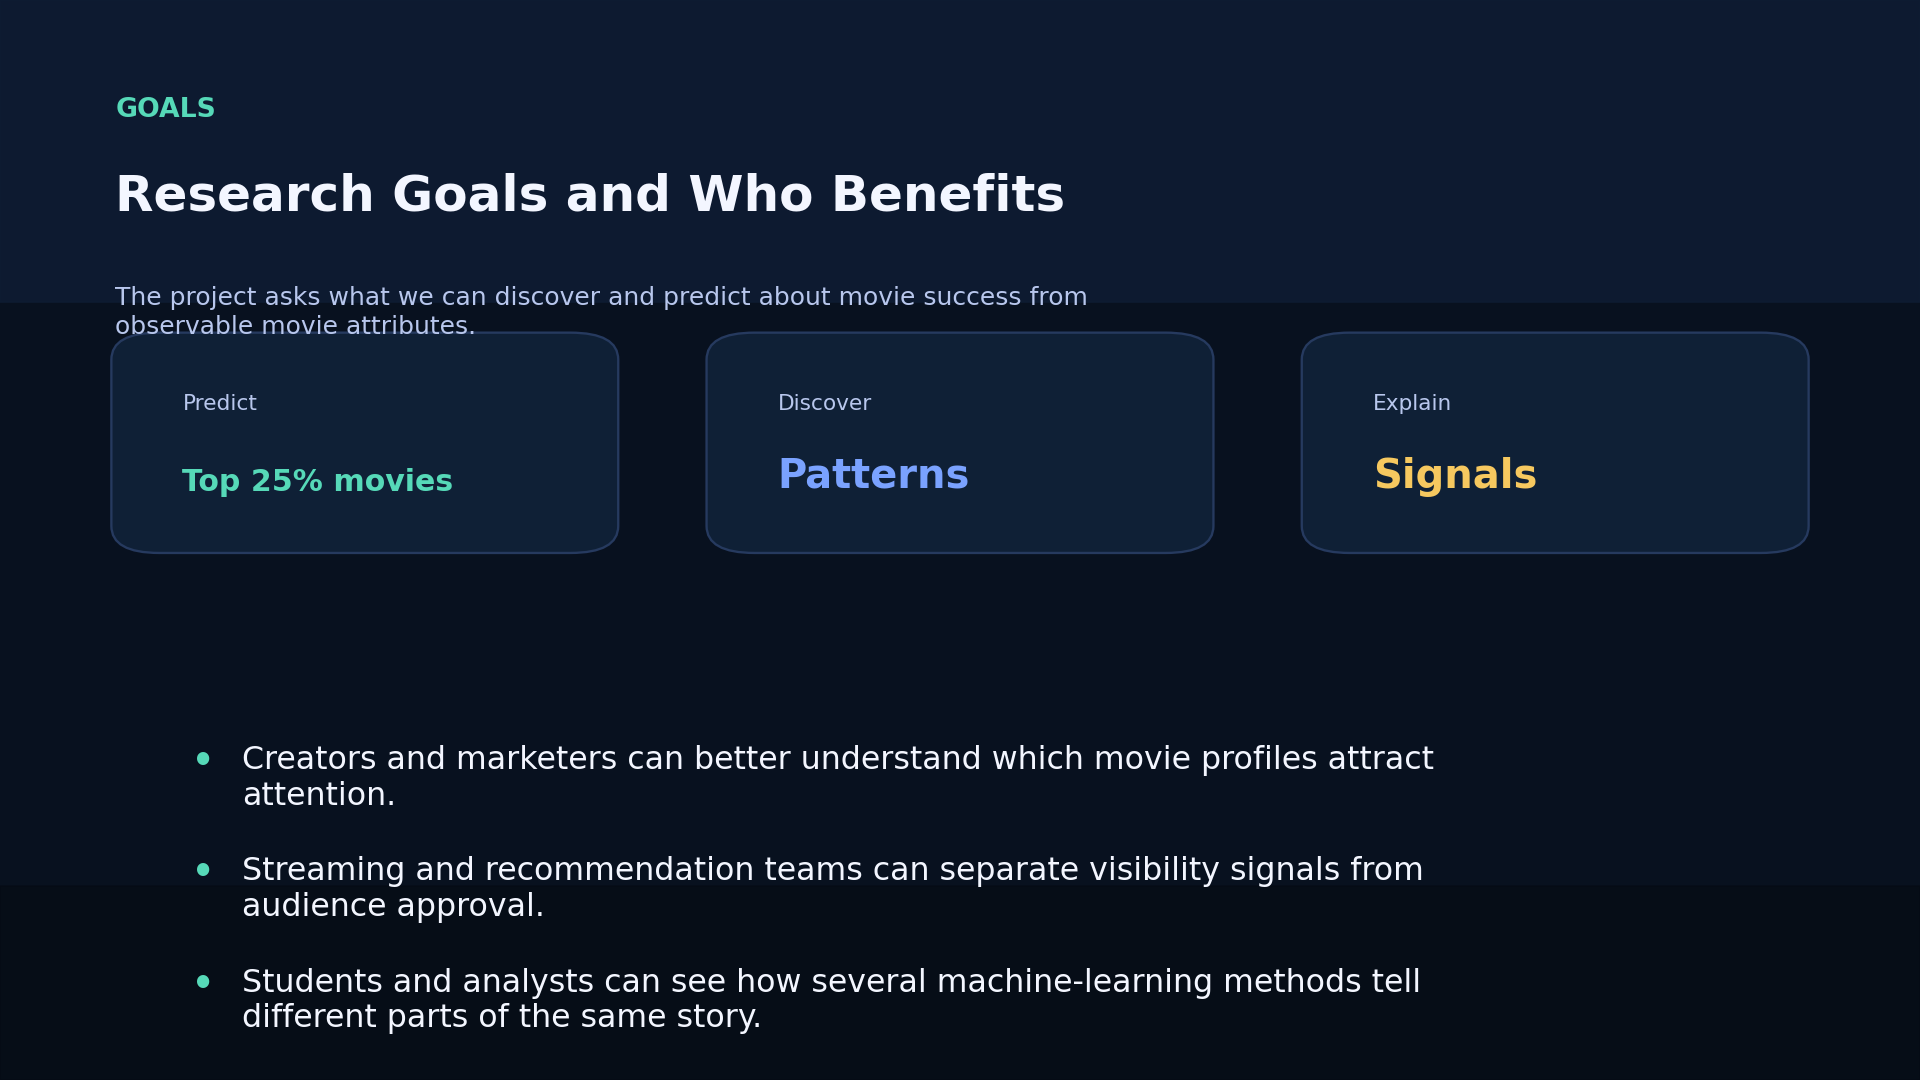 GOALS
Research Goals and Who Benefits
The project asks what we can discover and predict about movie success from
observable movie attributes.
Predict
Top 25% movies
Discover
Patterns
Explain
Signals
• Creators and marketers can better understand which movie profiles attract
attention.
• Streaming and recommendation teams can separate visibility signals from
audience approval.
• Students and analysts can see how several machine-learning methods tell
different parts of the same story.